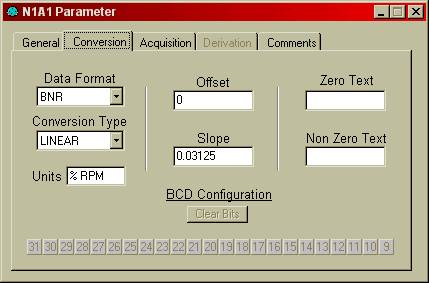 N1A1 Parameter
General Conversion Acquisition Derivation Comments
Data Format
BNR
Conversion Type
LINEAR
Units % RPM
Offset
0
Slope
0.03125
Zero Text
Non Zero Text
BCD Configuration
Clear Bits
31 30 29 28 27 26 25 24 23 22 21 20 19 18 17 16 15 14 13 12 11 10 9